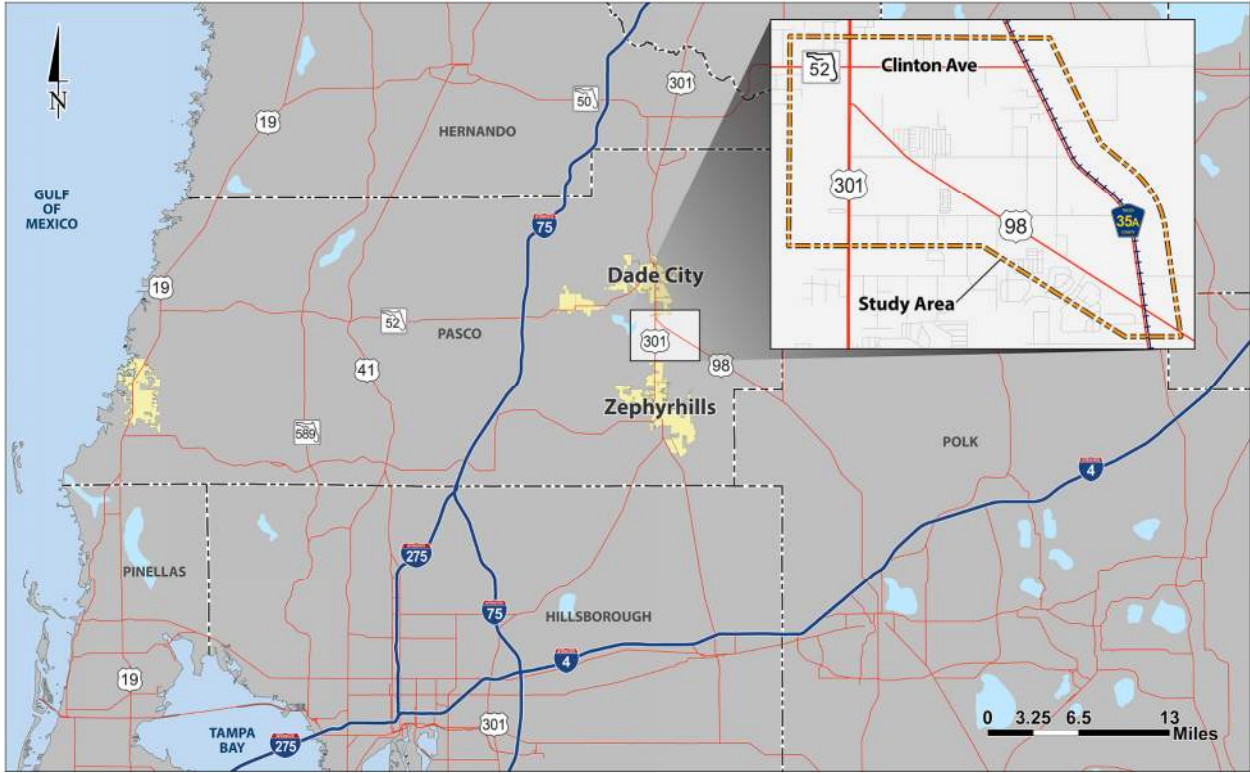 N
19
HERNANDO
50
301
GULF
OF
MEXICO
75
19
52
PASCO
41
589
Dade City
301
98
Zephyrhills
52
Clinton Ave
301
98
35A
Study Area
POLK
4
PINELLAS
275
75
HILLSBOROUGH
4
19
TAMPA
BAY
275
301
0 3.25 6.5 13
Miles